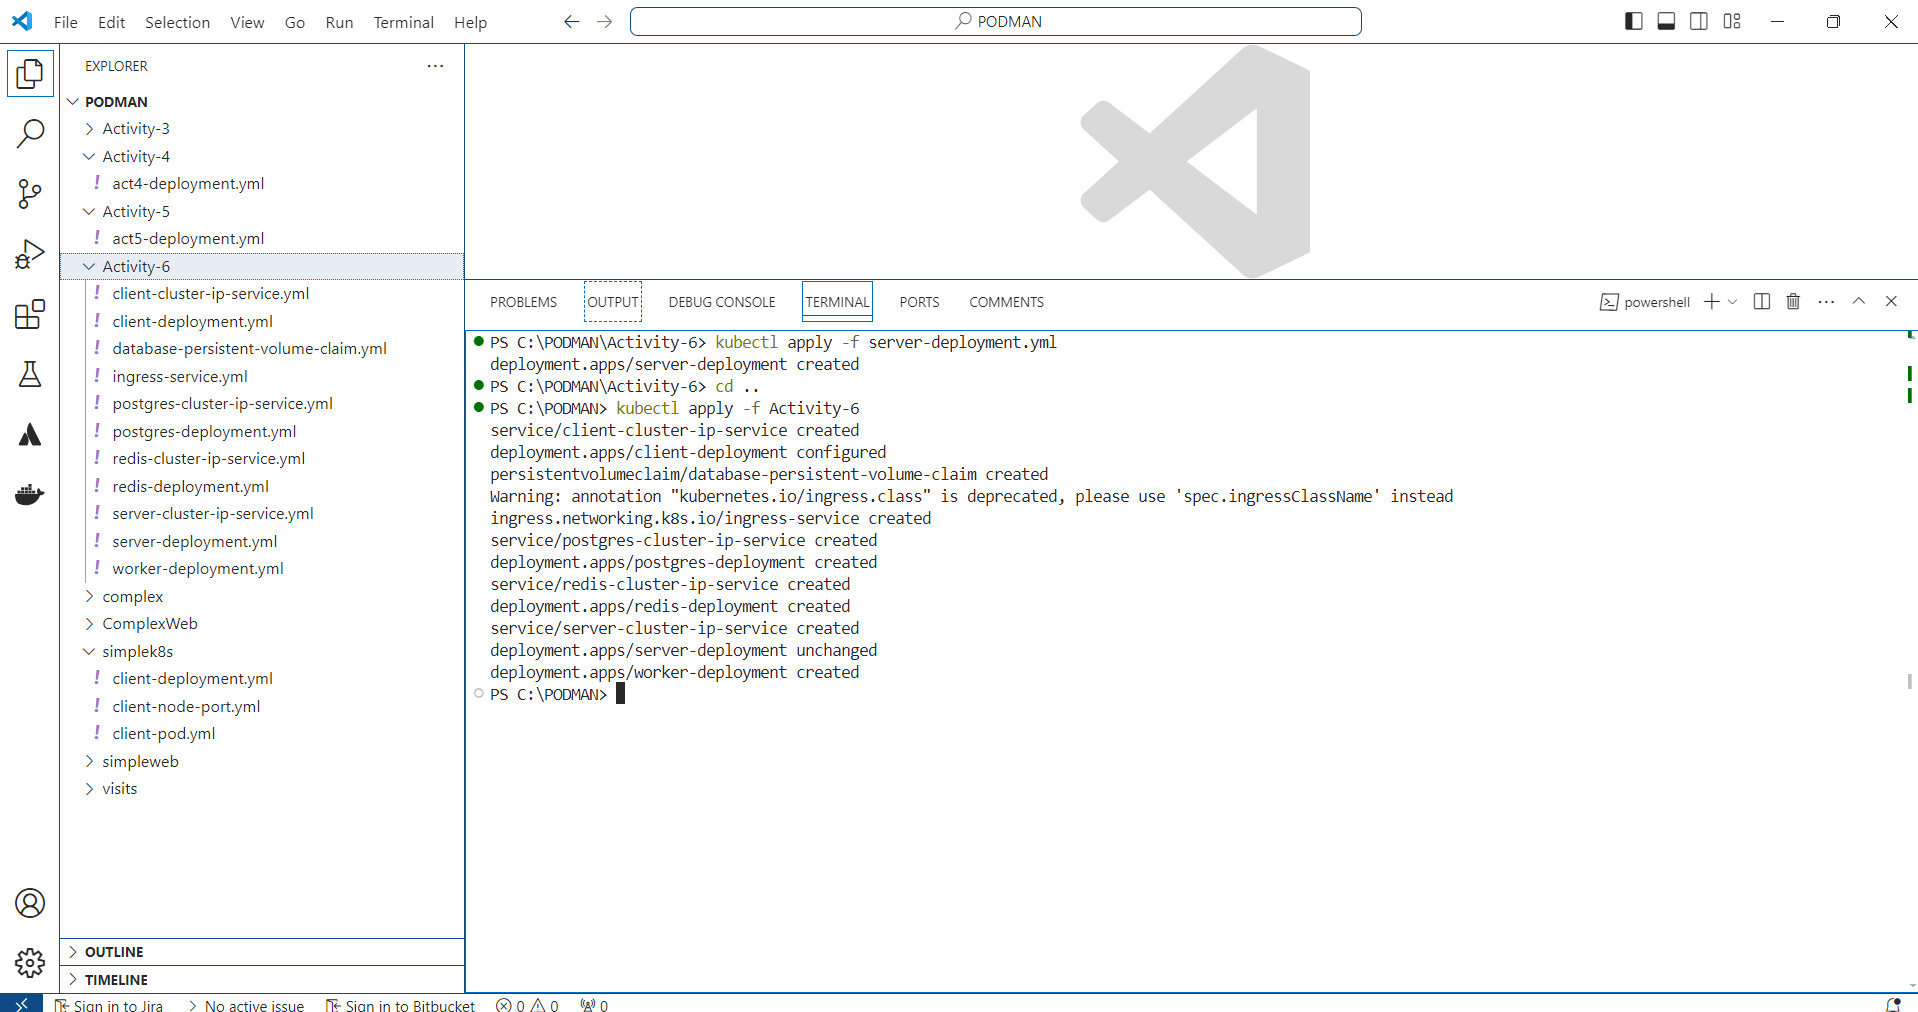 File Edit Selection View Go Run Terminal Help
PODMAN
EXPLORER
PODMAN
Activity-3
Activity-4
! act4-deployment.yml
Activity-5
! act5-deployment.yml
Activity-6
! client-cluster-ip-service.yml
! client-deployment.yml
! database-persistent-volume-claim.yml
! ingress-service.yml
! postgres-cluster-ip-service.yml
! postgres-deployment.yml
! redis-cluster-ip-service.yml
! redis-deployment.yml
! server-cluster-ip-service.yml
! server-deployment.yml
! worker-deployment.yml
complex
ComplexWeb
simplek8s
! client-deployment.yml
! client-node-port.yml
! client-pod.yml
simpleweb
visits
OUTLINE
TIMELINE
PROBLEMS OUTPUT DEBUG CONSOLE TERMINAL PORTS COMMENTS
powershell
PS C:\PODMAN\Activity-6> kubectl apply -f server-deployment.yml
deployment.apps/server-deployment created
PS C:\PODMAN\Activity-6> cd ..
PS C:\PODMAN> kubectl apply -f Activity-6
service/client-cluster-ip-service created
deployment.apps/client-deployment configured
persistentvolumeclaim/database-persistent-volume-claim created
Warning: annotation "kubernetes.io/ingress.class" is deprecated, please use 'spec.ingressClassName' instead
ingress.networking.k8s.io/ingress-service created
service/postgres-cluster-ip-service created
deployment.apps/postgres-deployment created
service/redis-cluster-ip-service created
deployment.apps/redis-deployment created
service/server-cluster-ip-service created
deployment.apps/server-deployment unchanged
deployment.apps/worker-deployment created
PS C:\PODMAN>
Sign in to Jira No active issue Sign in to Bitbucket 0 0 0